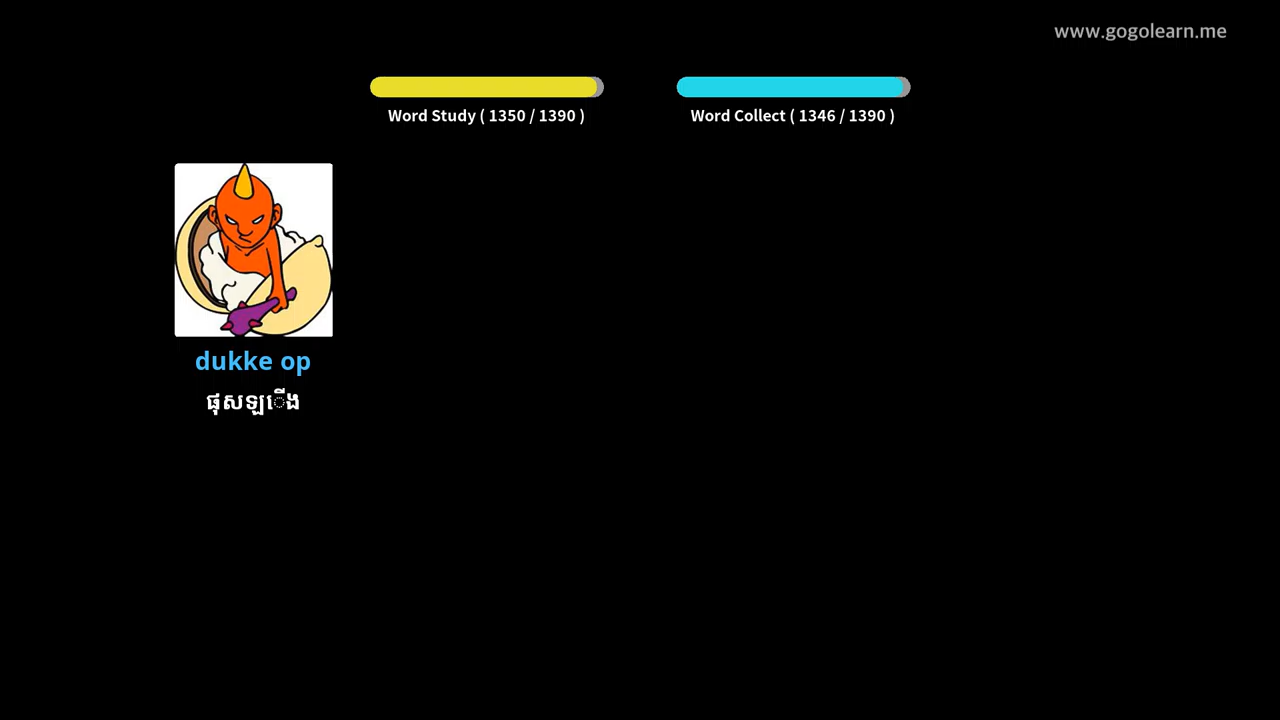 www.gogolearn.me
Word Study ( 1350 / 1390 )
Word Collect ( 1346 / 1390 )
dukke op
ផុសឡើង